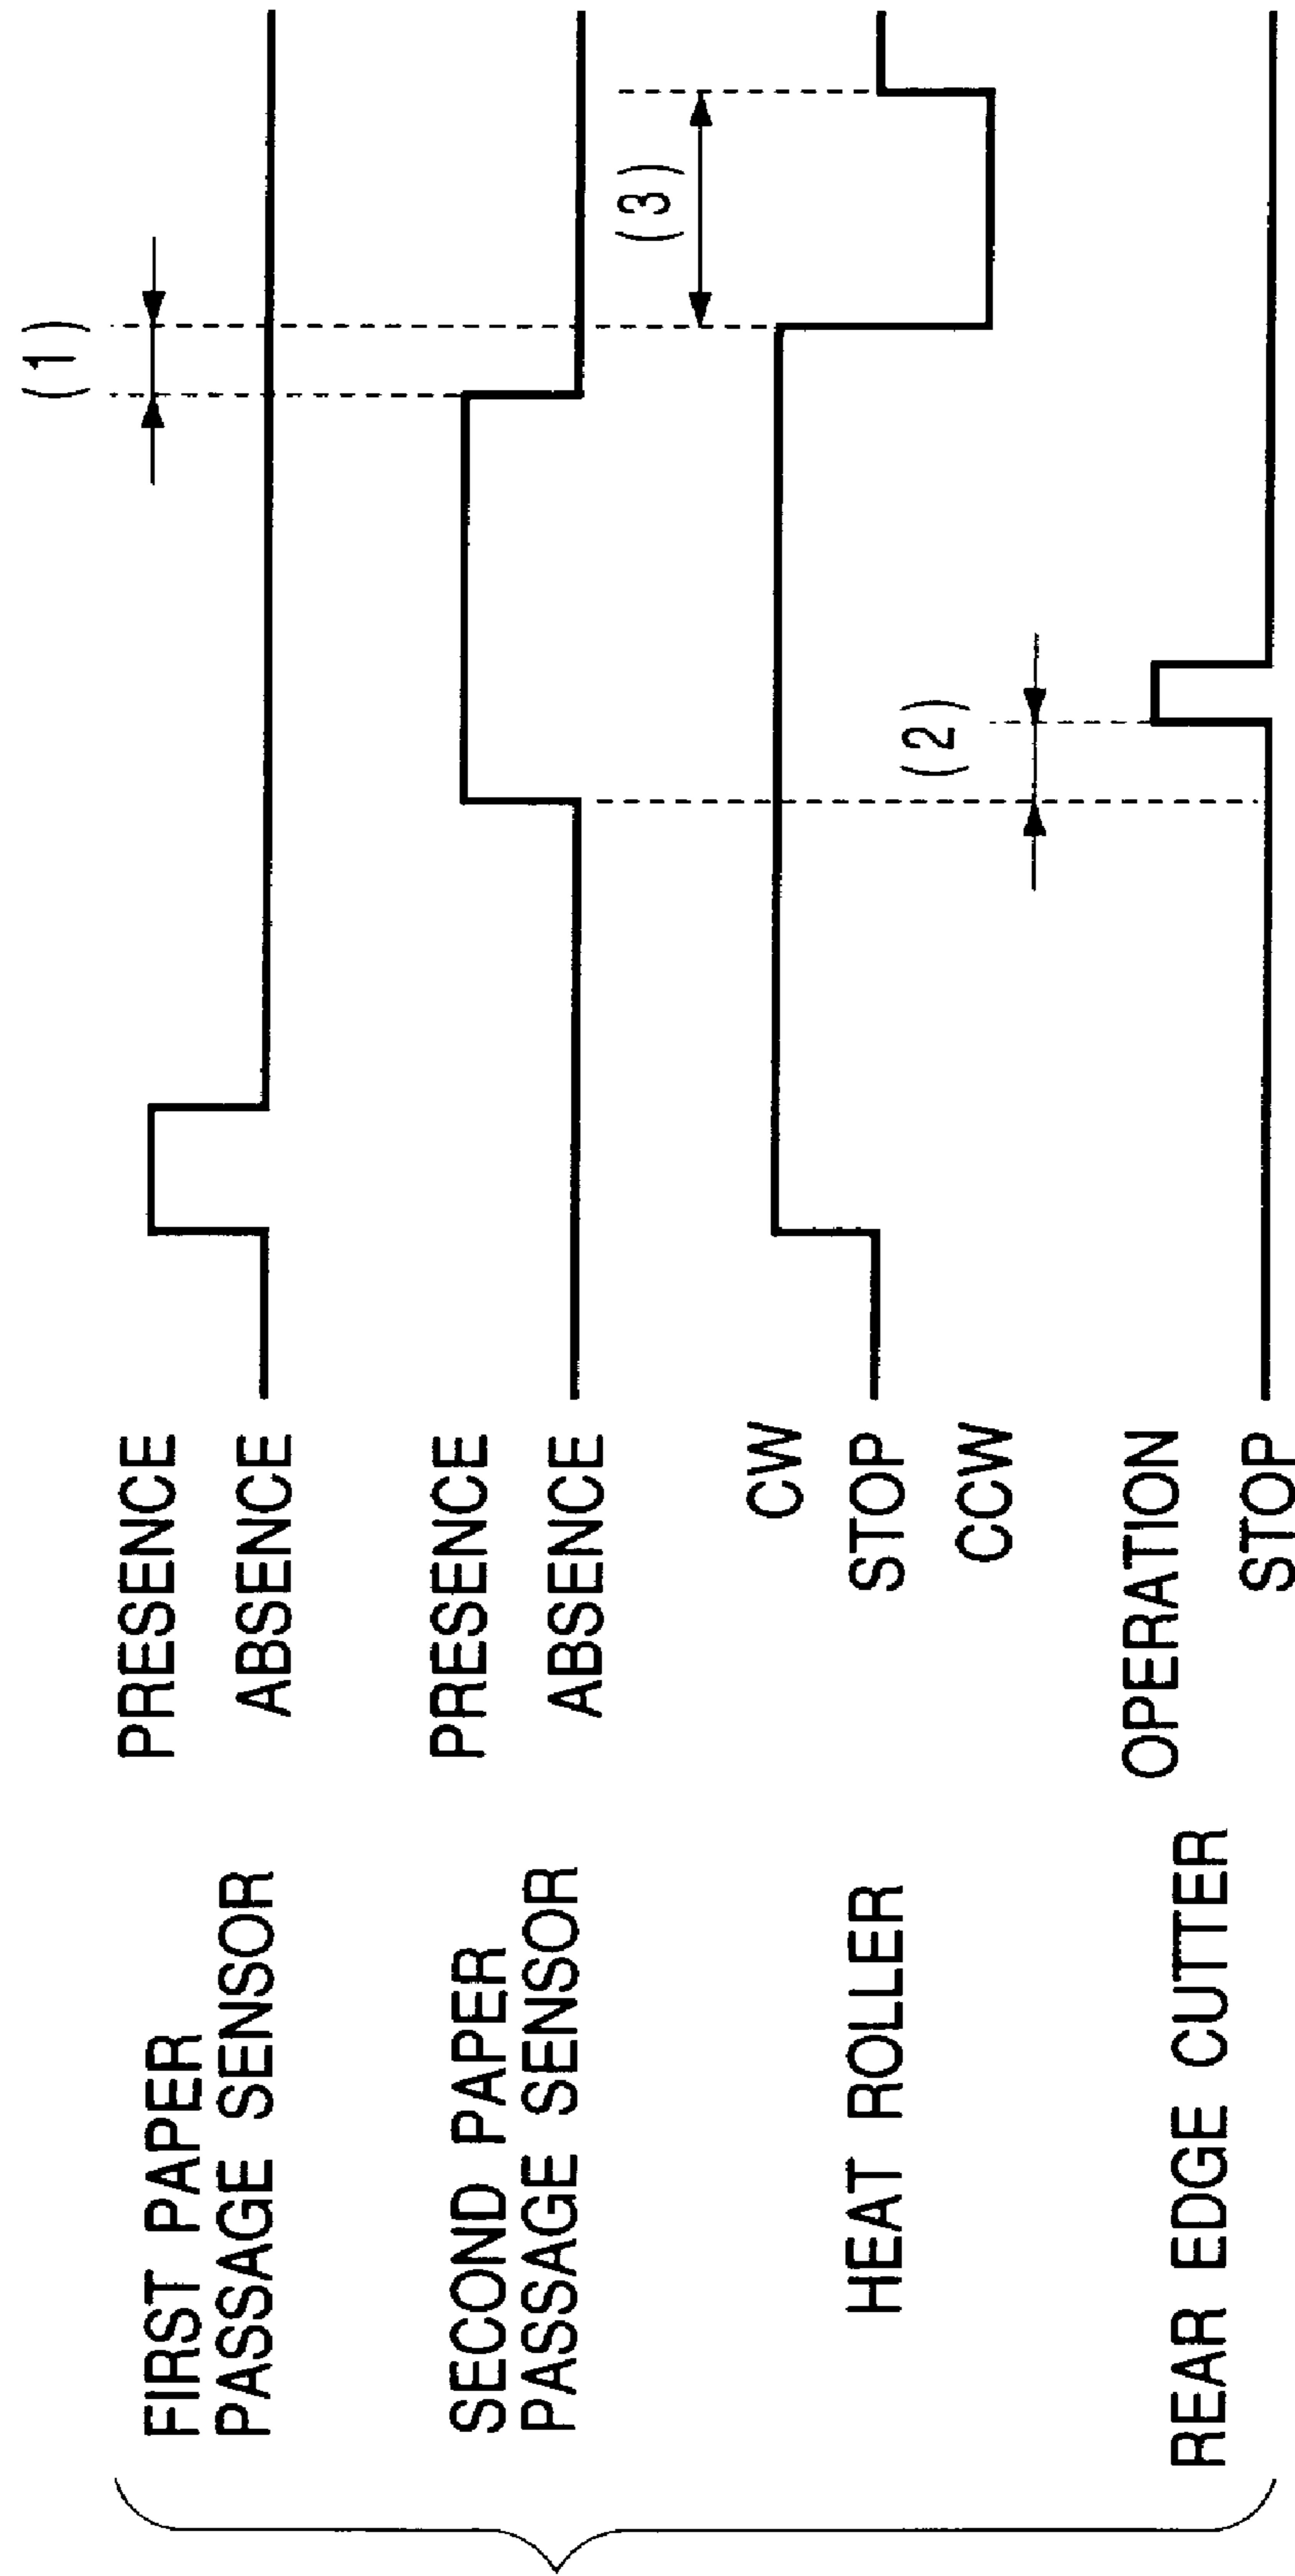 (1)
FIRST PAPER
PASSAGE SENSOR
PRESENCE
ABSENCE
SECOND PAPER
PASSAGE SENSOR
PRESENCE
ABSENCE
(3)
HEAT ROLLER
CW
STOP
CCW
(2)
REAR EDGE CUTTER
OPERATION
STOP